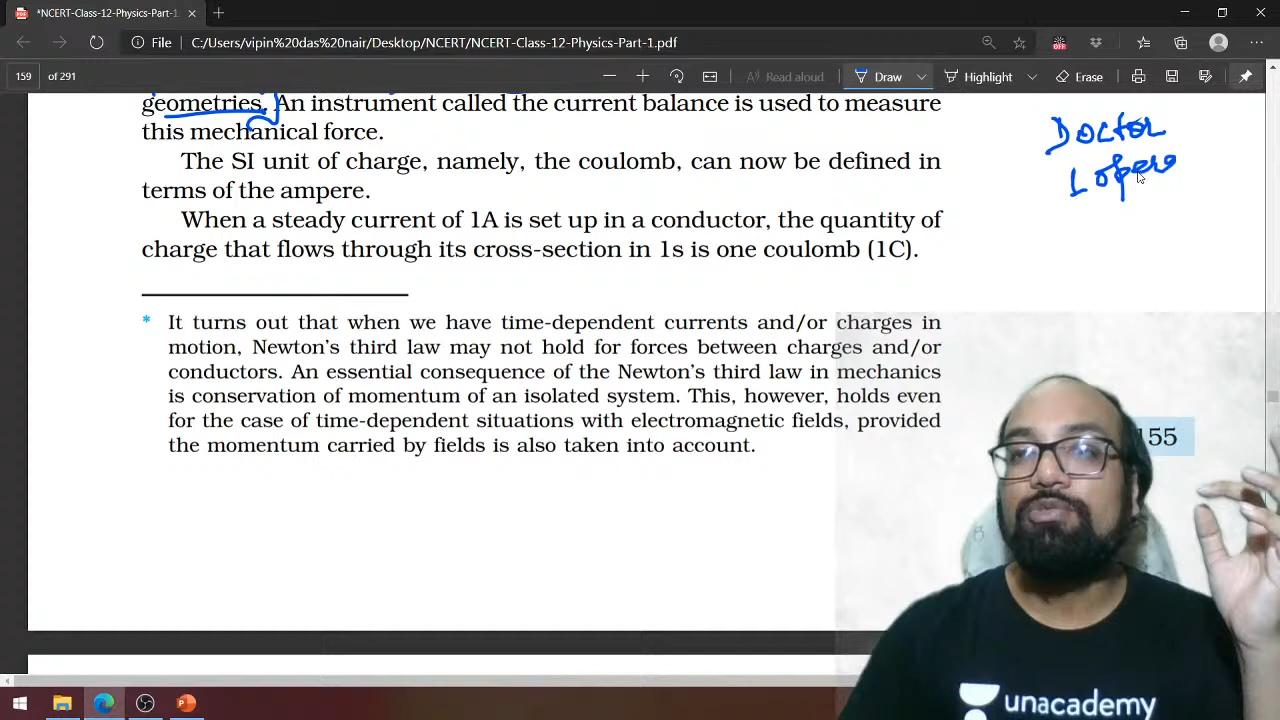 *NCERT-Class-12-Physics-Part-1.
File C:/Users/vipin%20das%20nair/Desktop/NCERT/NCERT-Class-12-Physics-Part-1.pdf
159 of 291 Read aloud Draw Highlight Erase
geometries. An instrument called the current balance is used to measure
this mechanical force.
The SI unit of charge, namely, the coulomb, can now be defined in
terms of the ampere.
When a steady current of 1A is set up in a conductor, the quantity of
charge that flows through its cross-section in 1s is one coulomb (1C).
Doctor
* It turns out that when we have time-dependent currents and/or charges in
motion, Newton's third law may not hold for forces between charges and/or
conductors. An essential consequence of the Newton's third law in mechanics
is conservation of momentum of an isolated system. This, however, holds even
for the case of time-dependent situations with electromagnetic fields, provided
the momentum carried by fields is also taken into account.
155
unacademy